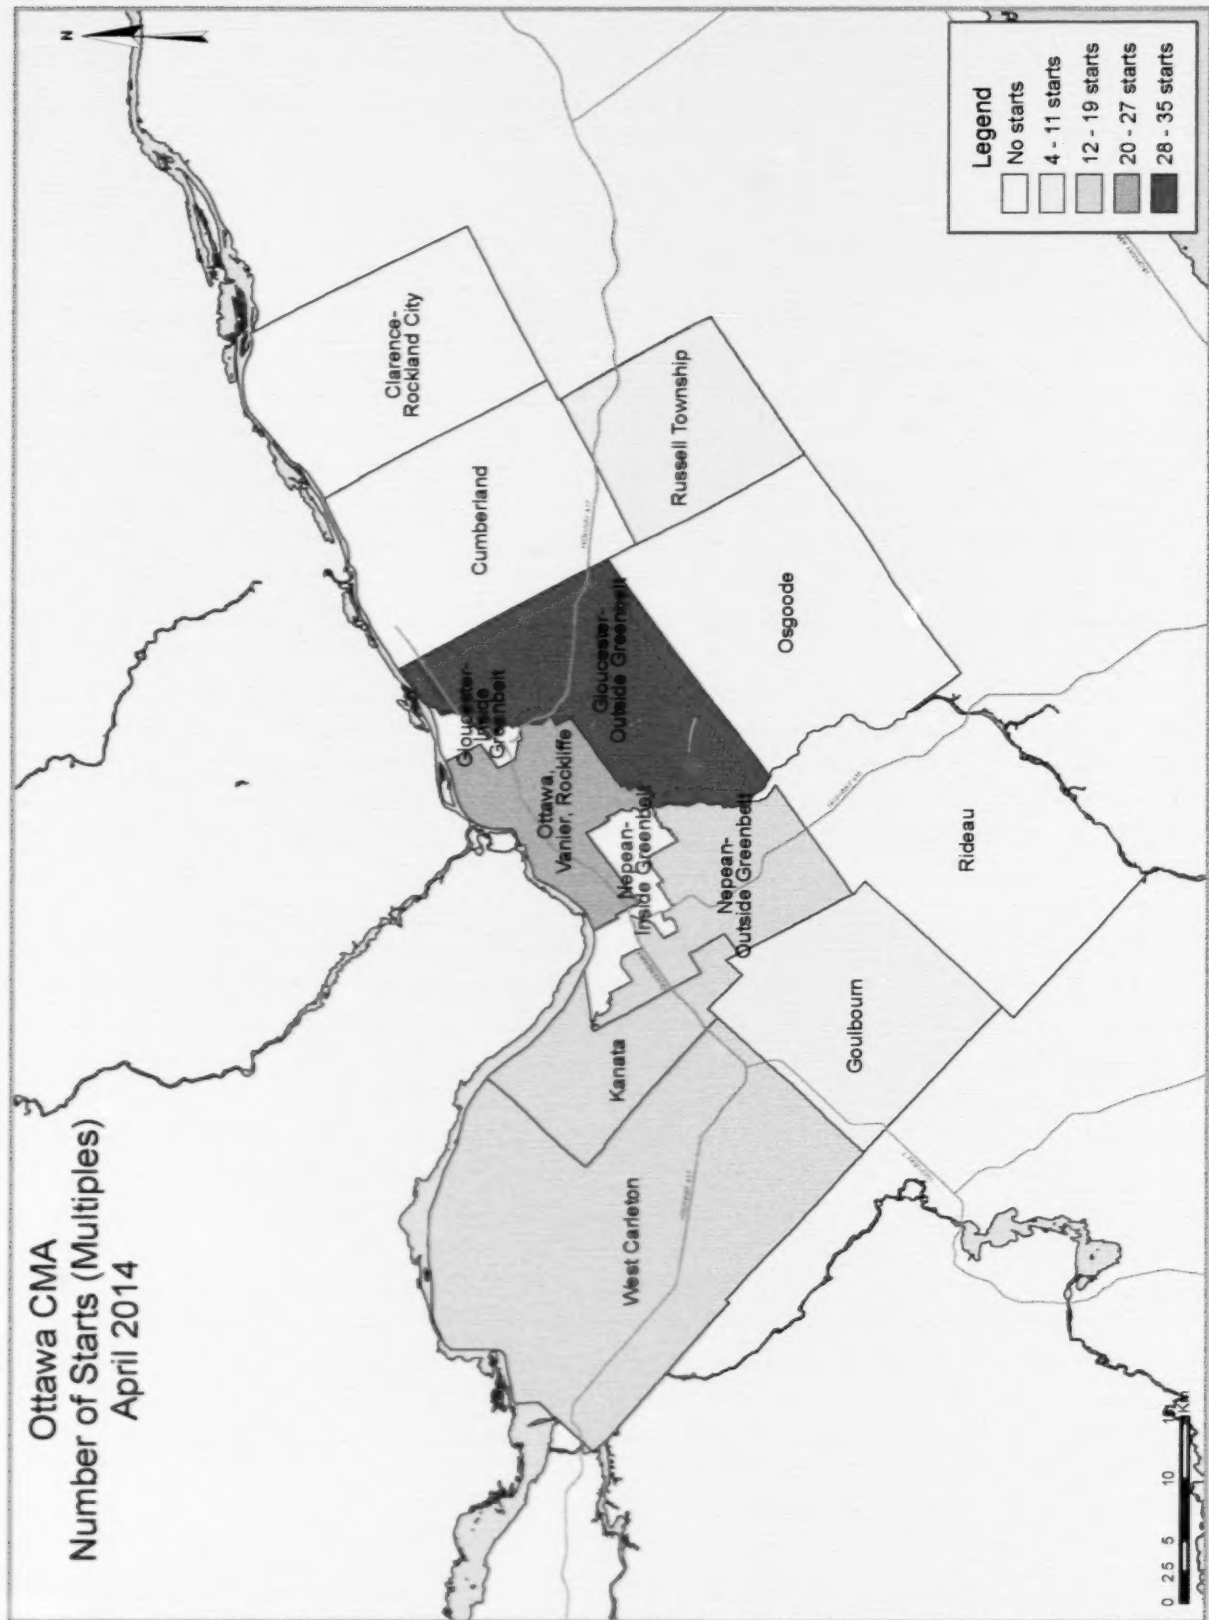 Ottawa CMA
Number of Starts (Multiples)
April 2014
N
Clarence-
Rockland City
Cumberland
Russell Township
Gloucester-
Inside
Greenbelt
Gloucester-
Outside Greenbelt
Osgoode
Ottawa,
Vanier, Rockliffe
Nepean-
Inside Greenbelt
Nepean-
Outside Greenbelt
Rideau
Kanata
Goulbourn
West Carleton
Legend
No starts
4 - 11 starts
12 - 19 starts
20 - 27 starts
28 - 35 starts
0 2.5 5 10
Km